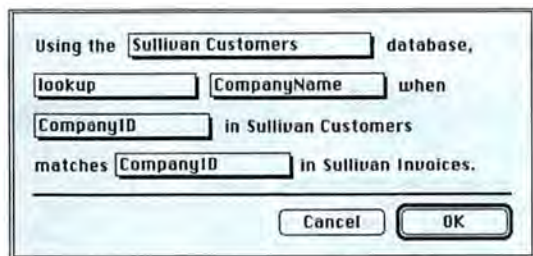 Using the Sullivan Customers database,
lookup CompanyName when
CompanyID in Sullivan Customers
matches CompanyID in Sullivan Invoices.
Cancel OK